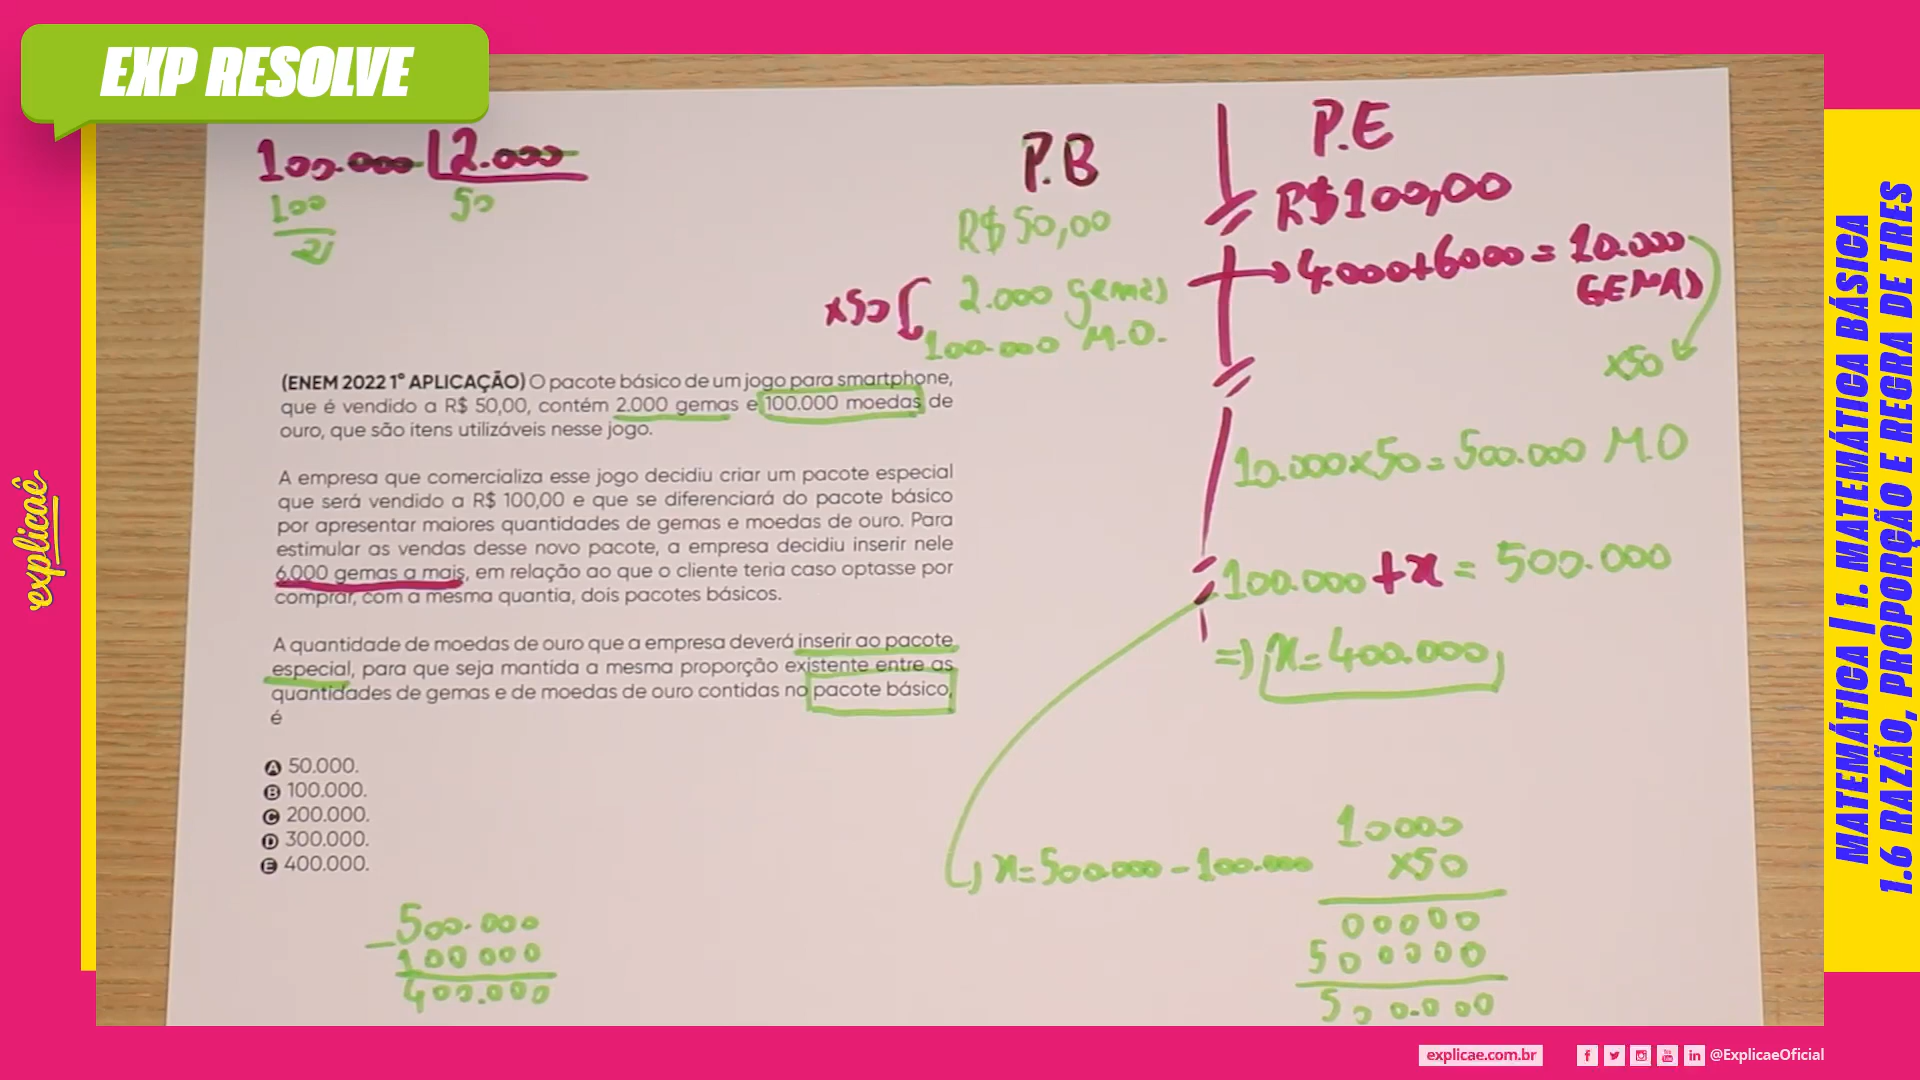 EXP RESOLVE
100.000 2.000
100 50
21
P.B
R$50,00
x50 2.000 gemas
100.000 M.O.
P.E
R$100,00
4.000+6000 = 10.000
GEMAS
x50
10.000x50=500.000 M.O
100.000+x = 500.000
=) x=400.000
(ENEM 2022 1° APLICAÇÃO) O pacote básico de um jogo para smartphone,
que é vendido a R$ 50,00, contém 2.000 gemas e 100.000 moedas de
ouro, que são itens utilizáveis nesse jogo.
A empresa que comercializa esse jogo decidiu criar um pacote especial
que será vendido a R$ 100,00 e que se diferenciará do pacote básico
por apresentar maiores quantidades de gemas e moedas de ouro. Para
estimular as vendas desse novo pacote, a empresa decidiu inserir nele
6.000 gemas a mais, em relação ao que o cliente teria caso optasse por
comprar, com a mesma quantia, dois pacotes básicos.
A quantidade de moedas de ouro que a empresa deverá inserir ao pacote
especial, para que seja mantida a mesma proporção existente entre as
quantidades de gemas e de moedas de ouro contidas no pacote básico,
é
A 50.000.
B 100.000.
C 200.000.
D 300.000.
E 400.000.
x=500.000-100.000
500.000
-100000
400.000
10000
x50
00000
500000
500.000
explicaê
MATEMÁTICA | 1. MATEMÁTICA BÁSICA
1.6 RAZÃO, PROPORÇÃO E REGRA DE TRES
explicae.com.br
@ExplicaeOficial